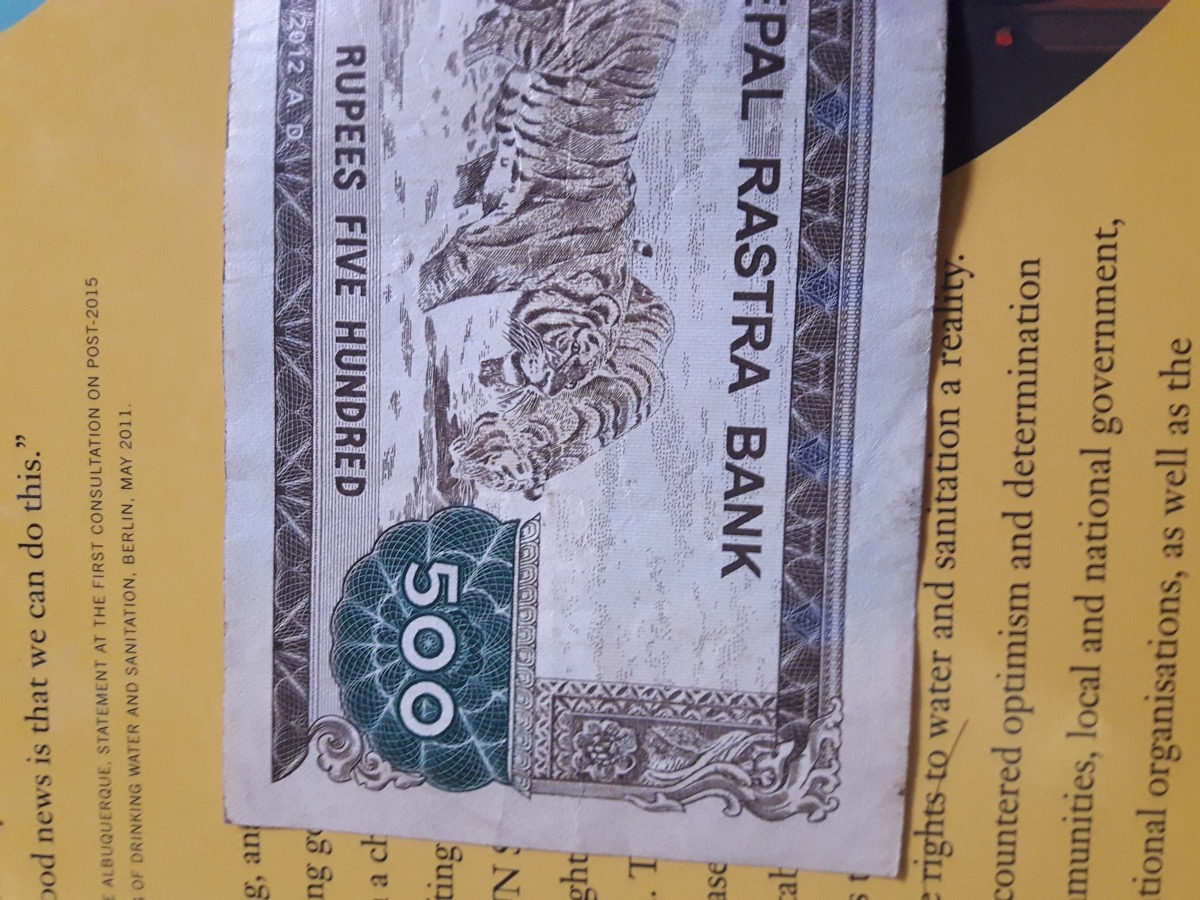 ood news is that we can do this.”
E ALBUQUERQUE, STATEMENT AT THE FIRST CONSULTATION ON POST-2015
S OF DRINKING WATER AND SANITATION, BERLIN, MAY 2011.
g, an
ng g
a ch
ting
UN S
ght
. T
ase
tab
s t
EPAL RASTRA BANK
500
RUPEES FIVE HUNDRED
/2012 A D
e rights to water and sanitation a reality.
countered optimism and determination
munities, local and national government,
tional organisations, as well as the